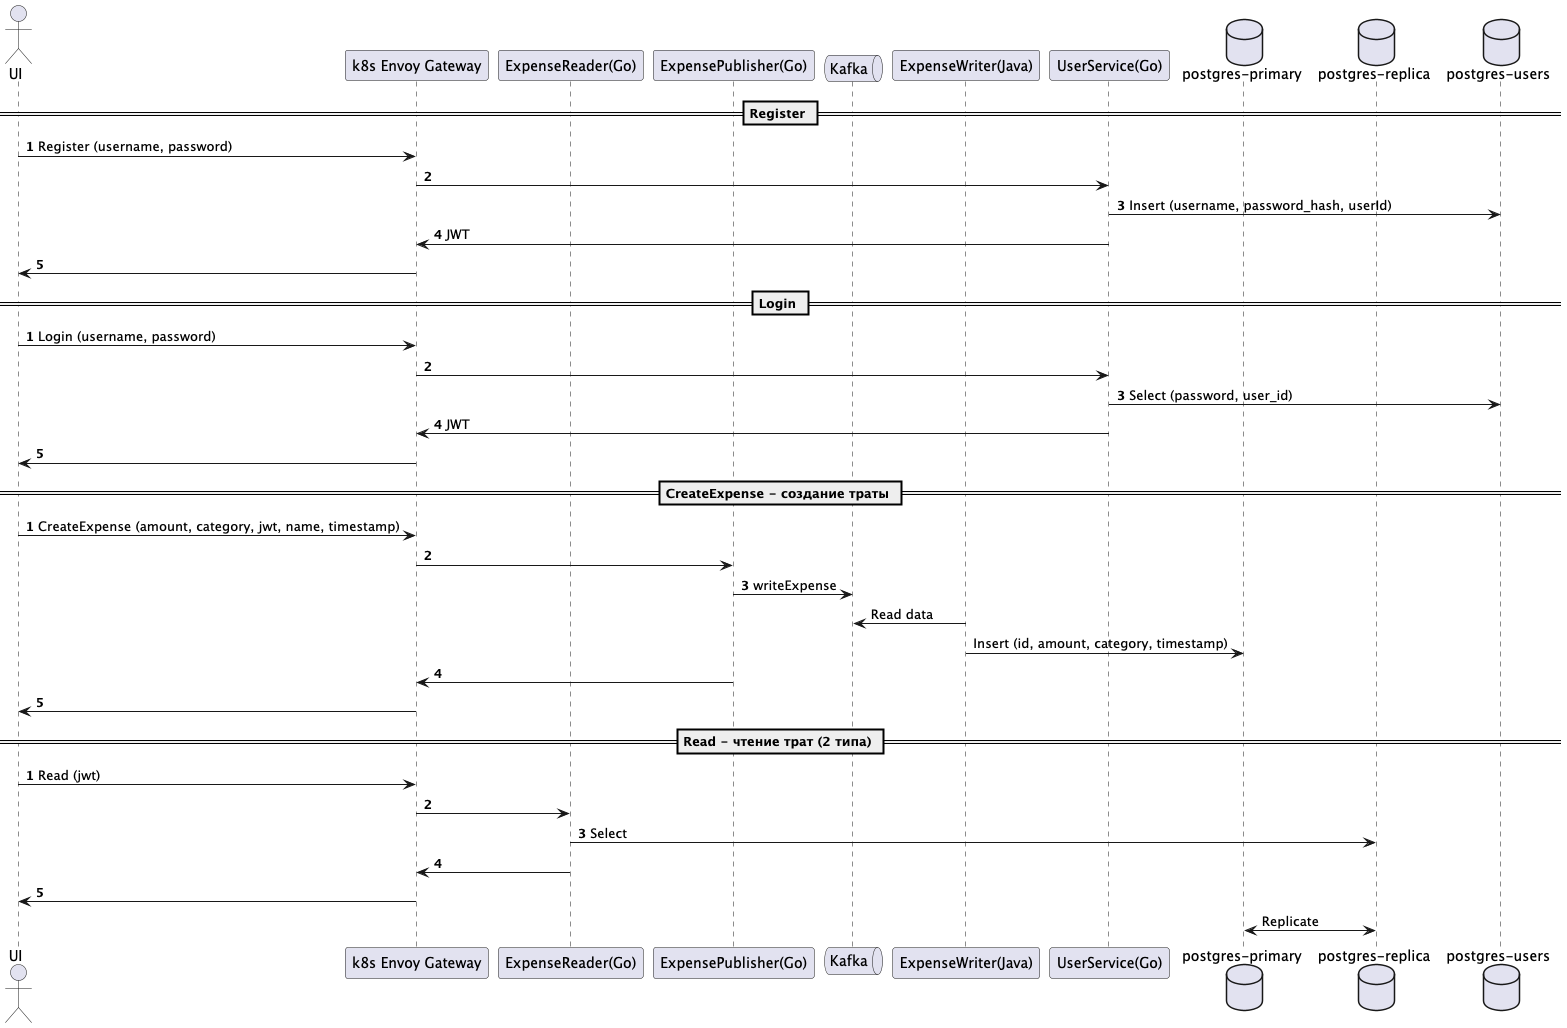 UI
k8s Envoy Gateway
ExpenseReader(Go)
ExpensePublisher(Go)
Kafka
ExpenseWriter(Java)
UserService(Go)
postgres-primary
postgres-replica
postgres-users
Register
1 Register (username, password)
2
3 Insert (username, password_hash, userId)
4 JWT
5
Login
1 Login (username, password)
2
3 Select (password, user_id)
4 JWT
5
CreateExpense - создание траты
1 CreateExpense (amount, category, jwt, name, timestamp)
2
3 writeExpense
Read data
Insert (id, amount, category, timestamp)
4
5
Read - чтение трат (2 типа)
1 Read (jwt)
2
3 Select
4
5
Replicate
UI
k8s Envoy Gateway
ExpenseReader(Go)
ExpensePublisher(Go)
Kafka
ExpenseWriter(Java)
UserService(Go)
postgres-primary
postgres-replica
postgres-users